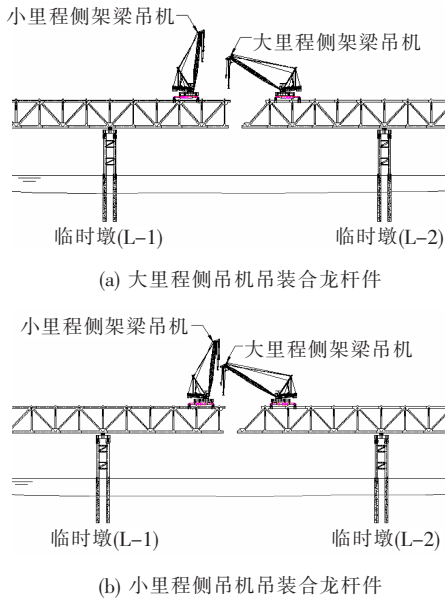 小里程侧架梁吊机
大里程侧架梁吊机
临时墩(L-1)
临时墩(L-2)
(a) 大里程侧吊机吊装合龙杆件
小里程侧架梁吊机
大里程侧架梁吊机
临时墩(L-1)
临时墩(L-2)
(b) 小里程侧吊机吊装合龙杆件